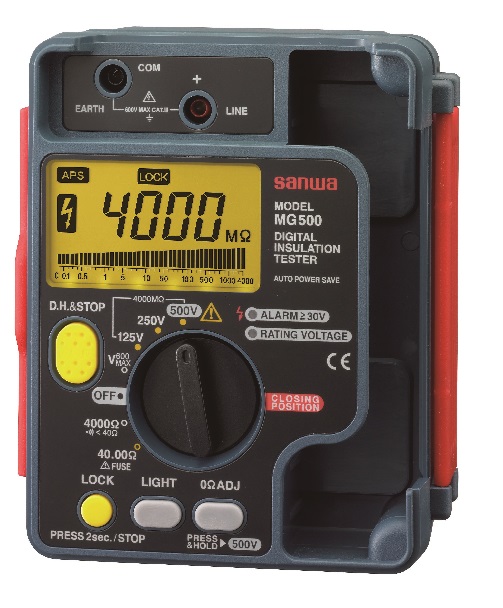 COM
+
EARTH
600V MAX CAT.III
LINE
APS
LOCK
4000 MΩ
0 0.1 0.5 1 5 10 50 100 500 1000 4000
sanwa
MODEL
MG500
DIGITAL
INSULATION
TESTER
AUTO POWER SAVE
D.H.&STOP
4000MΩ
500V
250V
125V
V 600 MAX
OFF
4000Ω
<40Ω
40.00Ω
FUSE
ALARM≥30V
RATING VOLTAGE
CE
CLOSING
POSITION
LOCK
LIGHT
0ΩADJ
PRESS 2sec./STOP
PRESS
&HOLD
500V